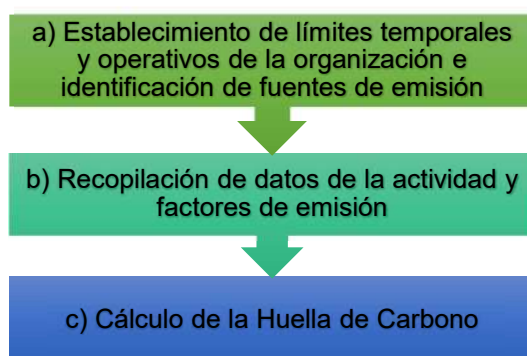 a) Establecimiento de límites temporales
y operativos de la organización e
identificación de fuentes de emisión
b) Recopilación de datos de la actividad y
factores de emisión
c) Cálculo de la Huella de Carbono